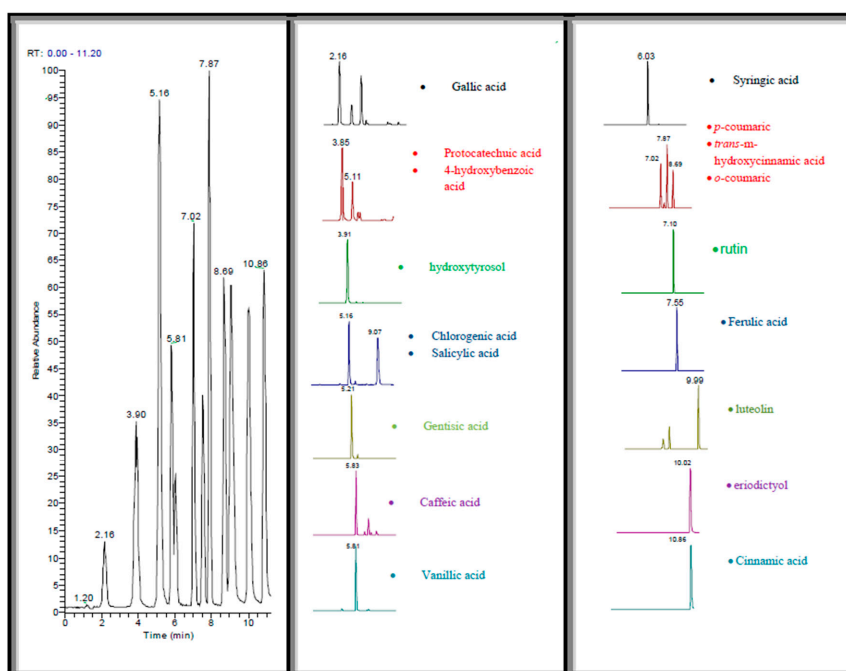 RT: 0.00 - 11.20
7.87
100
95
5.16
90
85
80
75
7.02
70
65
10.86
8.69
60
55
5.81
50
45
40
3.90
35
30
25
20
15
2.16
10
5
1.20
0
0 2 4 6 8 10
Time (min)
Relative Abundance
2.16
• Gallic acid
3.85
5.11
• Protocatechuic acid
• 4-hydroxybenzoic
acid
3.91
• hydroxytyrosol
5.16
9.07
• Chlorogenic acid
• Salicylic acid
5.21
• Gentisic acid
5.83
• Caffeic acid
5.81
• Vanillic acid
6.03
• Syringic acid
7.87
7.02
8.69
• p-coumaric
• trans-m-
hydroxycinnamic acid
• o-coumaric
7.10
• rutin
7.55
• Ferulic acid
9.99
• luteolin
10.02
• eriodictyol
10.86
• Cinnamic acid